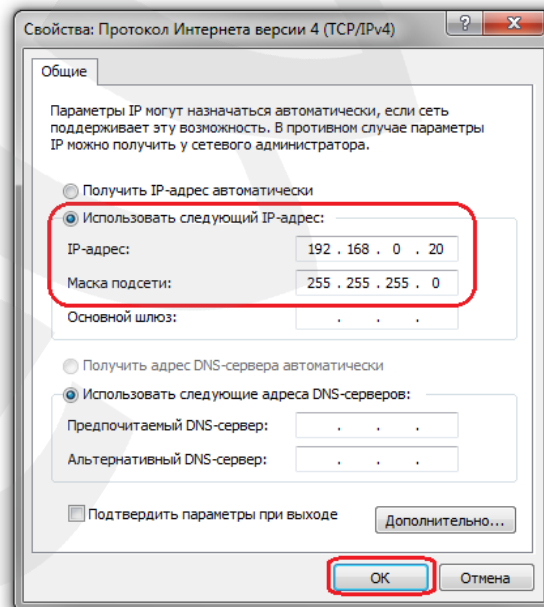 Свойства: Протокол Интернета версии 4 (TCP/IPv4)
Общие
Параметры IP могут назначаться автоматически, если сеть
поддерживает эту возможность. В противном случае параметры
IP можно получить у сетевого администратора.
Получить IP-адрес автоматически
Использовать следующий IP-адрес:
IP-адрес: 192 . 168 . 0 . 20
Маска подсети: 255 . 255 . 255 . 0
Основной шлюз: . . .
Получить адрес DNS-сервера автоматически
Использовать следующие адреса DNS-серверов:
Предпочитаемый DNS-сервер: . . .
Альтернативный DNS-сервер: . . .
Подтвердить параметры при выходе
Дополнительно...
ОК Отмена